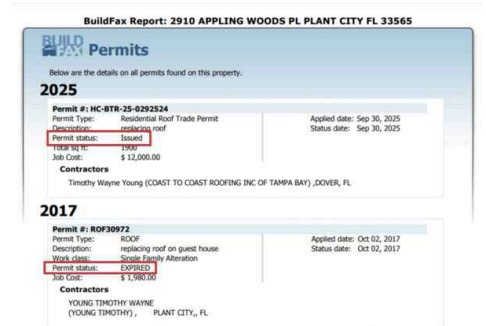 BuildFax Report: 2910 APPLING WOODS PL PLANT CITY FL 33565
BUILD FAX Permits
Below are the details on all permits found on this property.
2025
Permit #: HC-BTR-25-0292524
Permit Type: Residential Roof Trade Permit Applied date: Sep 30, 2025
Description: replacing roof Status date: Sep 30, 2025
Permit status: Issued
Total sq ft: 1900
Job Cost: $ 12,000.00
Contractors
Timothy Wayne Young (COAST TO COAST ROOFING INC OF TAMPA BAY) ,DOVER, FL
2017
Permit #: ROF30972
Permit Type: ROOF Applied date: Oct 02, 2017
Description: replacing roof on guest house Status date: Oct 02, 2017
Work class: Single Family Alteration
Permit status: EXPIRED
Job Cost: $ 1,980.00
Contractors
YOUNG TIMOTHY WAYNE
(YOUNG TIMOTHY) , PLANT CITY,, FL